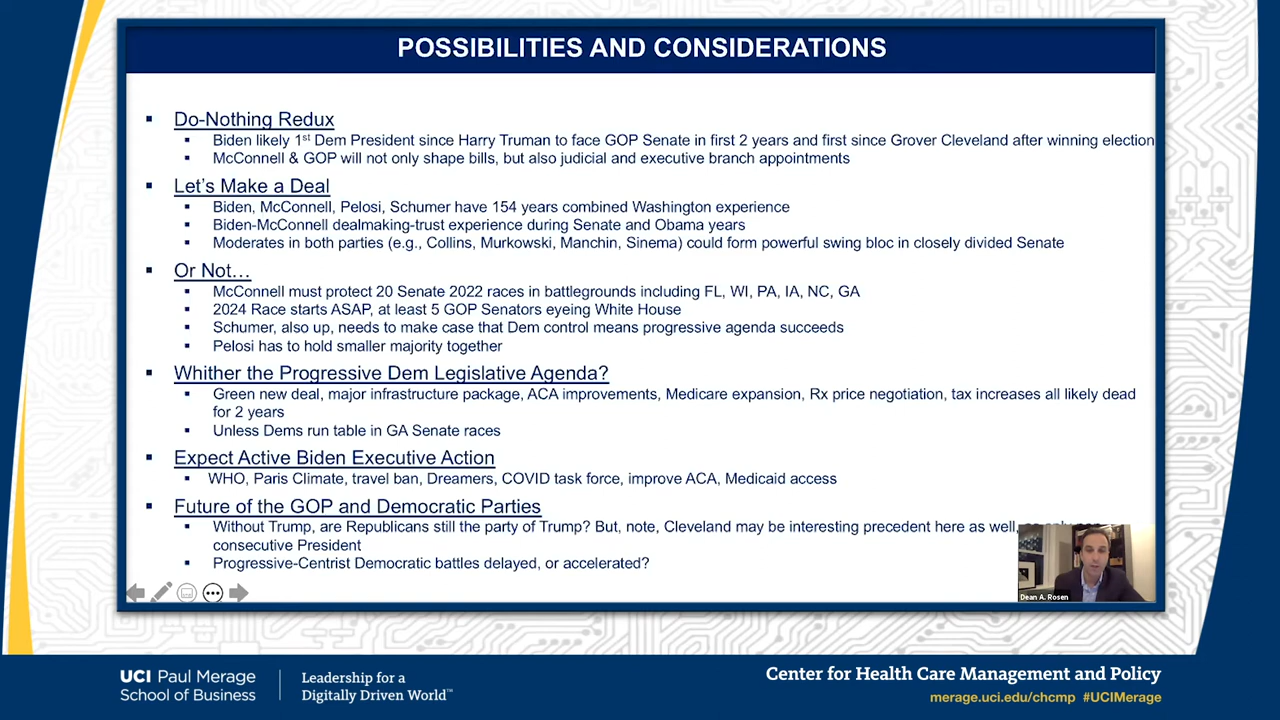 POSSIBILITIES AND CONSIDERATIONS
▪ Do-Nothing Redux
▪ Biden likely 1st Dem President since Harry Truman to face GOP Senate in first 2 years and first since Grover Cleveland after winning election
▪ McConnell & GOP will not only shape bills, but also judicial and executive branch appointments
▪ Let's Make a Deal
▪ Biden, McConnell, Pelosi, Schumer have 154 years combined Washington experience
▪ Biden-McConnell dealmaking-trust experience during Senate and Obama years
▪ Moderates in both parties (e.g., Collins, Murkowski, Manchin, Sinema) could form powerful swing bloc in closely divided Senate
▪ Or Not…
▪ McConnell must protect 20 Senate 2022 races in battlegrounds including FL, WI, PA, IA, NC, GA
▪ 2024 Race starts ASAP, at least 5 GOP Senators eyeing White House
▪ Schumer, also up, needs to make case that Dem control means progressive agenda succeeds
▪ Pelosi has to hold smaller majority together
▪ Whither the Progressive Dem Legislative Agenda?
▪ Green new deal, major infrastructure package, ACA improvements, Medicare expansion, Rx price negotiation, tax increases all likely dead
for 2 years
▪ Unless Dems run table in GA Senate races
▪ Expect Active Biden Executive Action
▪ WHO, Paris Climate, travel ban, Dreamers, COVID task force, improve ACA, Medicaid access
▪ Future of the GOP and Democratic Parties
▪ Without Trump, are Republicans still the party of Trump? But, note, Cleveland may be interesting precedent here as well,
consecutive President
▪ Progressive-Centrist Democratic battles delayed, or accelerated?
Dean A. Rosen
UCI Paul Merage
School of Business
Leadership for a
Digitally Driven World™
Center for Health Care Management and Policy
merage.uci.edu/chcmp #UCIMerage